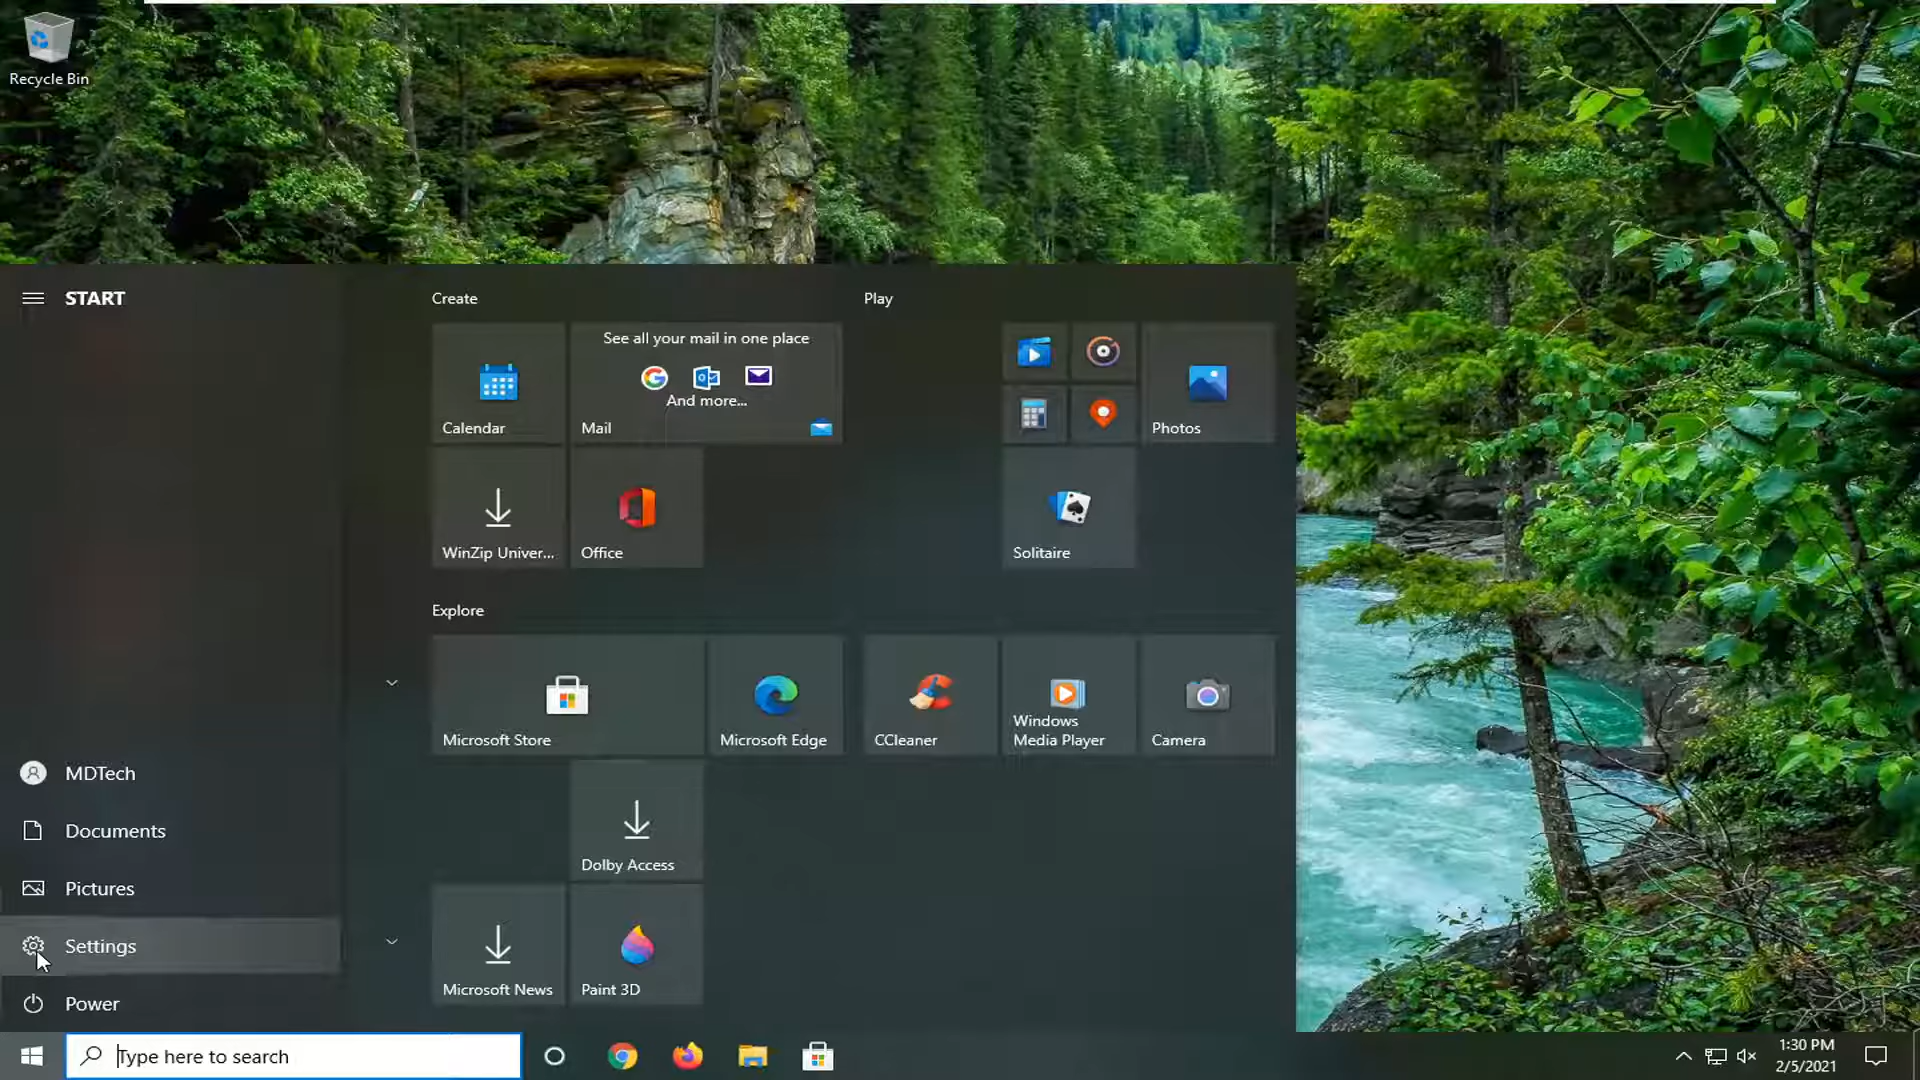 Recycle Bin
START
Create
Play
See all your mail in one place
And more...
Calendar
Mail
Photos
WinZip Univer...
Office
Solitaire
Explore
Microsoft Store
Microsoft Edge
CCleaner
Windows
Media Player
Camera
MDTech
Documents
Dolby Access
Pictures
Settings
Microsoft News
Paint 3D
Power
Type here to search
1:30 PM
2/5/2021